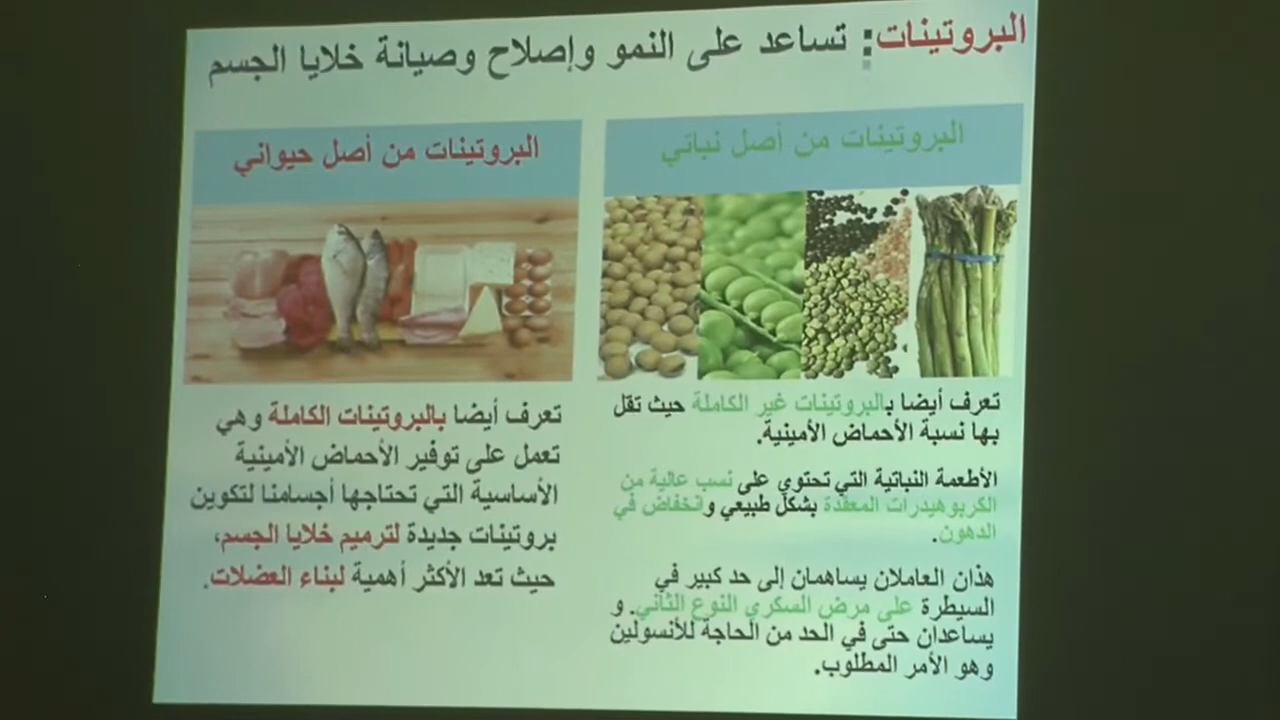 البروتينات: تساعد على النمو وإصلاح وصيانة خلايا الجسم
البروتينات من أصل نباتي
تعرف أيضا بالبروتينات غير الكاملة حيث تقل
بها نسبة الأحماض الأمينية.
الأطعمة النباتية التي تحتوي على نسب عالية من
الكربوهيدرات المعقدة بشكل طبيعي وانخفاض في
الدهون.
هذان العاملان يساهمان إلى حد كبير في
السيطرة على مرض السكري النوع الثاني. و
يساعدان حتى في الحد من الحاجة للأنسولين
وهو الأمر المطلوب.
البروتينات من أصل حيواني
تعرف أيضا بالبروتينات الكاملة وهي
تعمل على توفير الأحماض الأمينية
الأساسية التي تحتاجها أجسامنا لتكوين
بروتينات جديدة لترميم خلايا الجسم،
حيث تعد الأكثر أهمية لبناء العضلات.